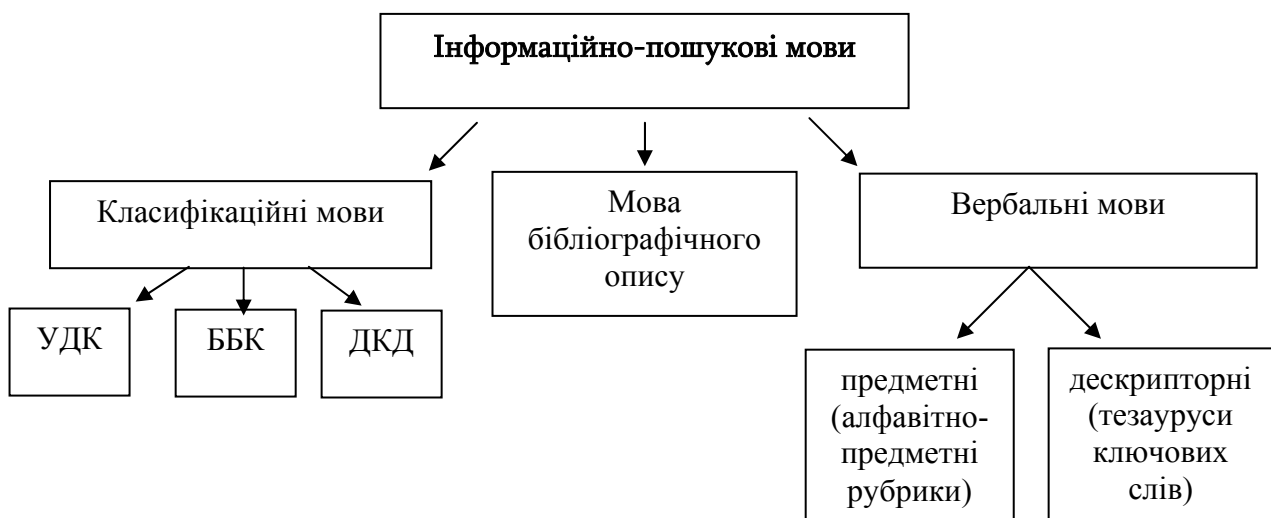 Інформаційно-пошукові мови
Класифікаційні мови
Мова
бібліографічного
опису
Вербальні мови
УДК
ББК
ДКД
предметні
(алфавітно-
предметні
рубрики)
дескрипторні
(тезауруси
ключових
слів)